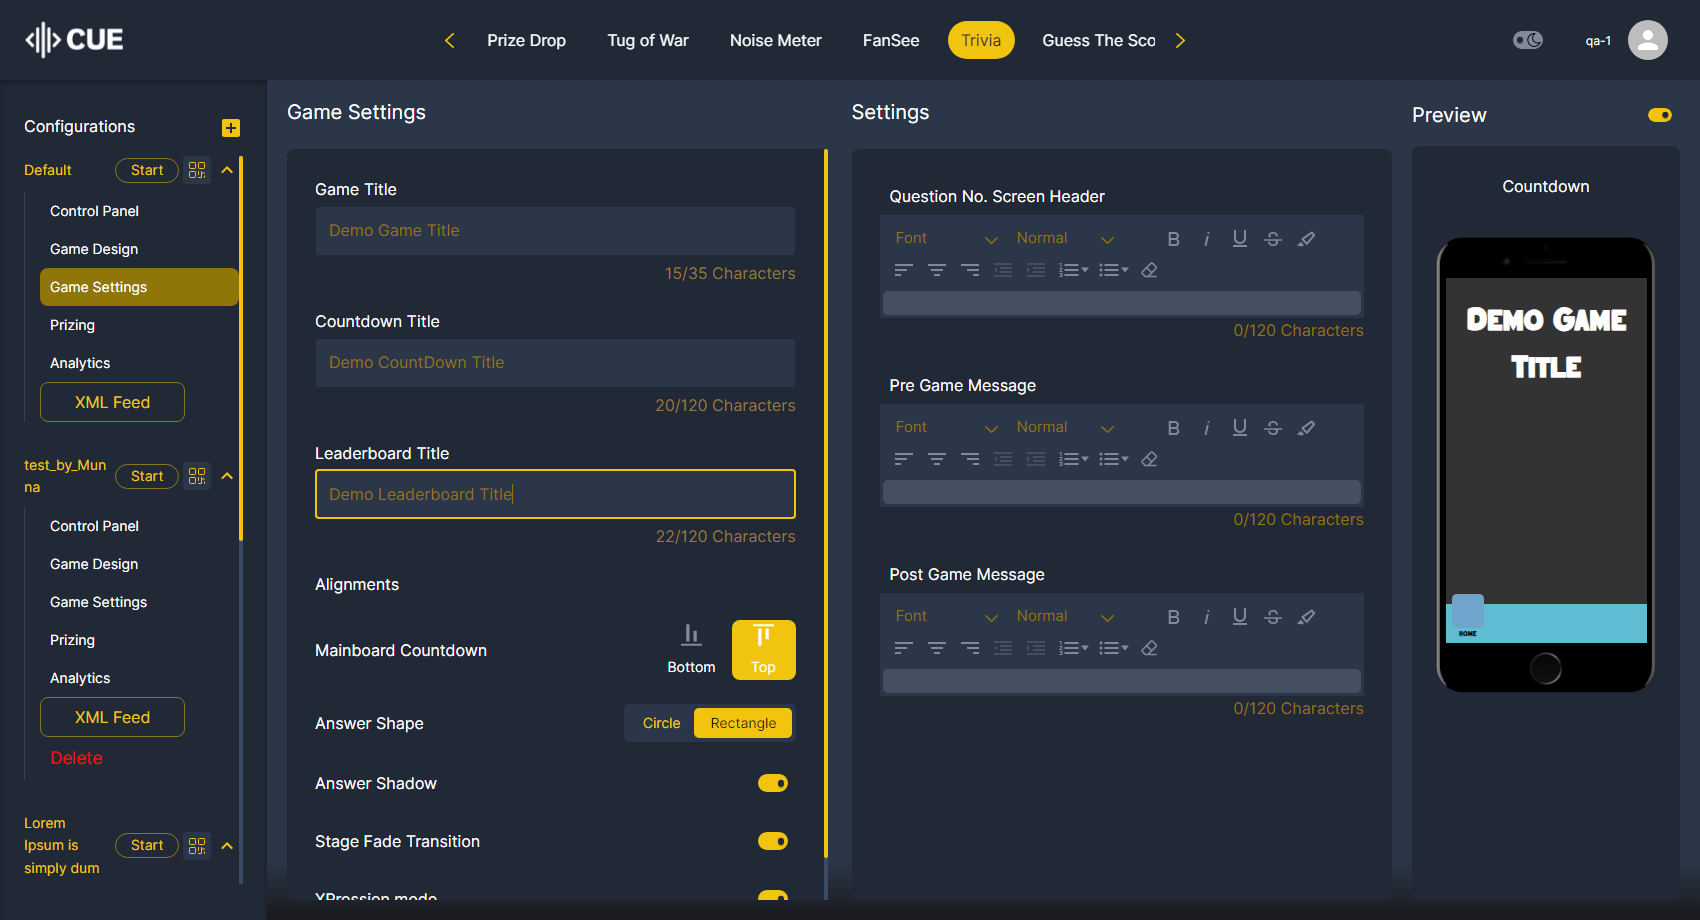 CUE
Prize Drop
Tug of War
Noise Meter
FanSee
Trivia
Guess The Sco
qa-1
Configurations
Default
Start
Control Panel
Game Design
Game Settings
Prizing
Analytics
XML Feed
test_by_Mun
na
Start
Control Panel
Game Design
Game Settings
Prizing
Analytics
XML Feed
Delete
Lorem
Ipsum is
simply dum
Start
Game Settings
Game Title
Demo Game Title
15/35 Characters
Countdown Title
Demo CountDown Title
20/120 Characters
Leaderboard Title
Demo Leaderboard Title
22/120 Characters
Alignments
Mainboard Countdown
Bottom
Top
Answer Shape
Circle
Rectangle
Answer Shadow
Stage Fade Transition
XPression mode
Settings
Question No. Screen Header
Font
Normal
B i U S
0/120 Characters
Pre Game Message
Font
Normal
B i U S
0/120 Characters
Post Game Message
Font
Normal
B i U S
0/120 Characters
Preview
Countdown
Demo Game
Title
HOME